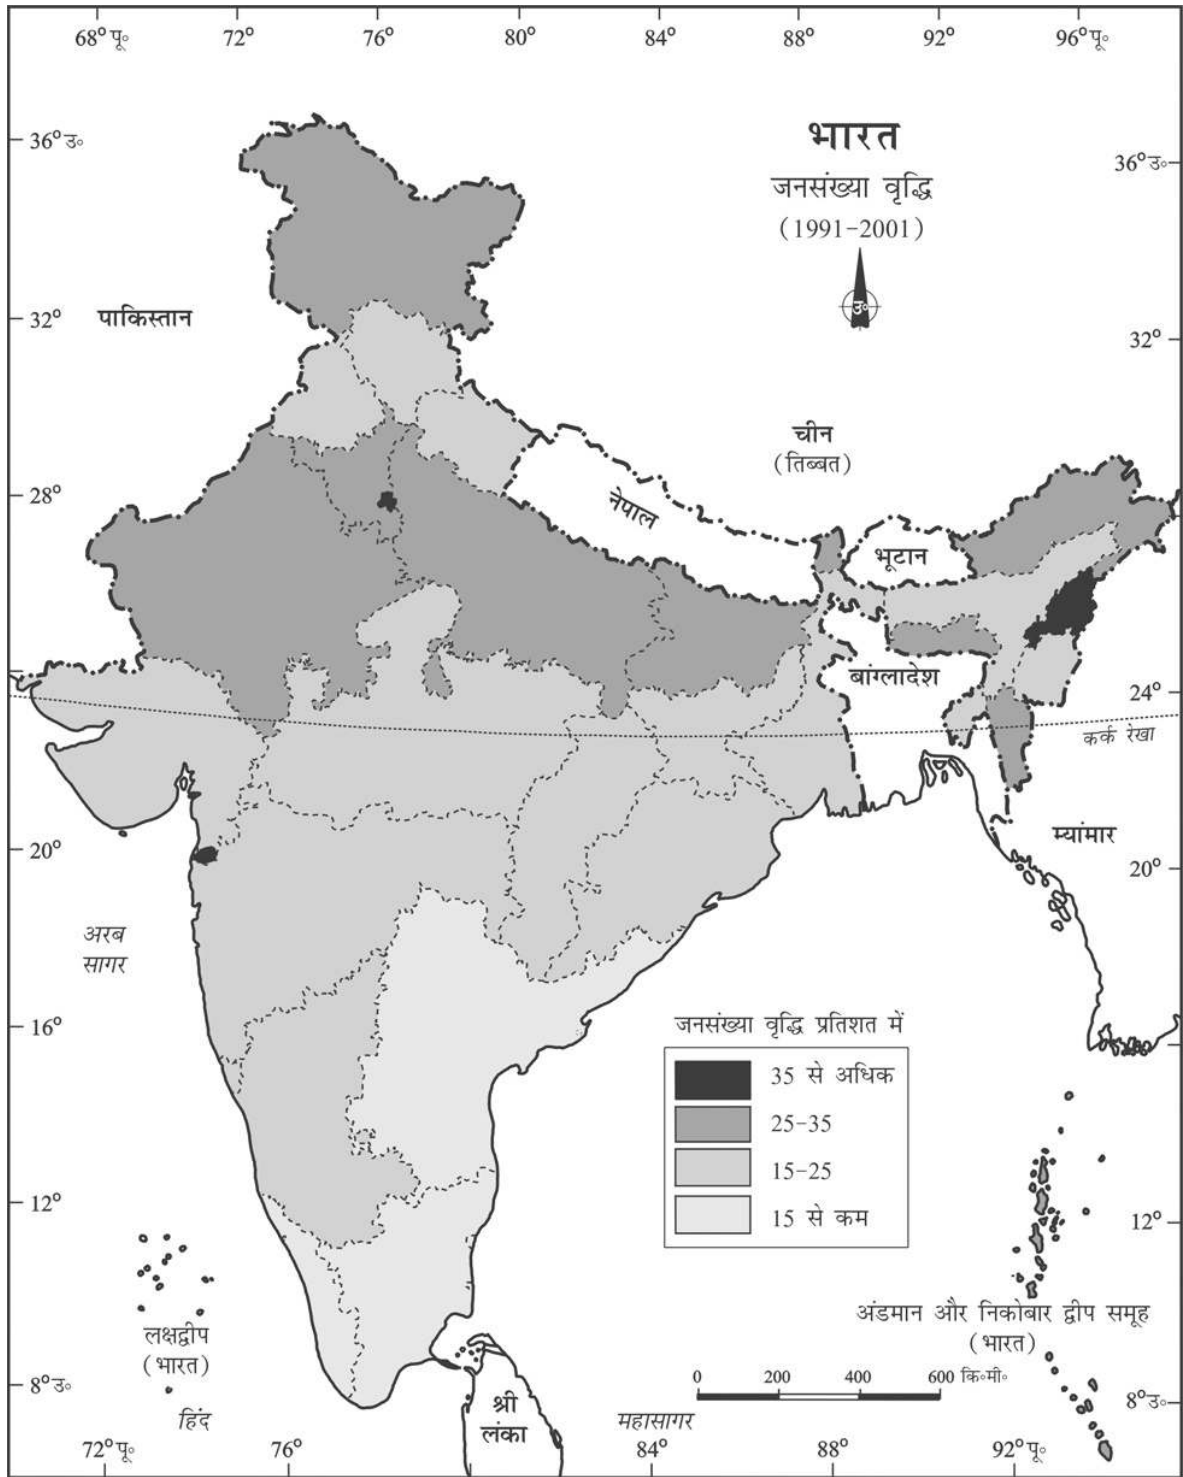 68° पू॰ 72° 76° 80° 84° 88° 92° 96° पू॰
36° उ॰
भारत
36° उ॰
जनसंख्या वृद्धि
(1991-2001)
उ॰
पाकिस्तान
32°
32°
चीन
(तिब्बत)
28°
नेपाल
भूटान
बांग्लादेश
24°
कर्क रेखा
म्यांमार
20°
20°
अरब
सागर
16°
जनसंख्या वृद्धि प्रतिशत में
35 से अधिक
25-35
15-25
15 से कम
12°
12°
अंडमान और निकोबार द्वीप समूह
(भारत)
लक्षद्वीप
(भारत)
0 200 400 600 कि॰मी॰
8° उ॰
8° उ॰
श्री
लंका
हिंद
महासागर
72° पू॰ 76° 84° 88° 92° पू॰